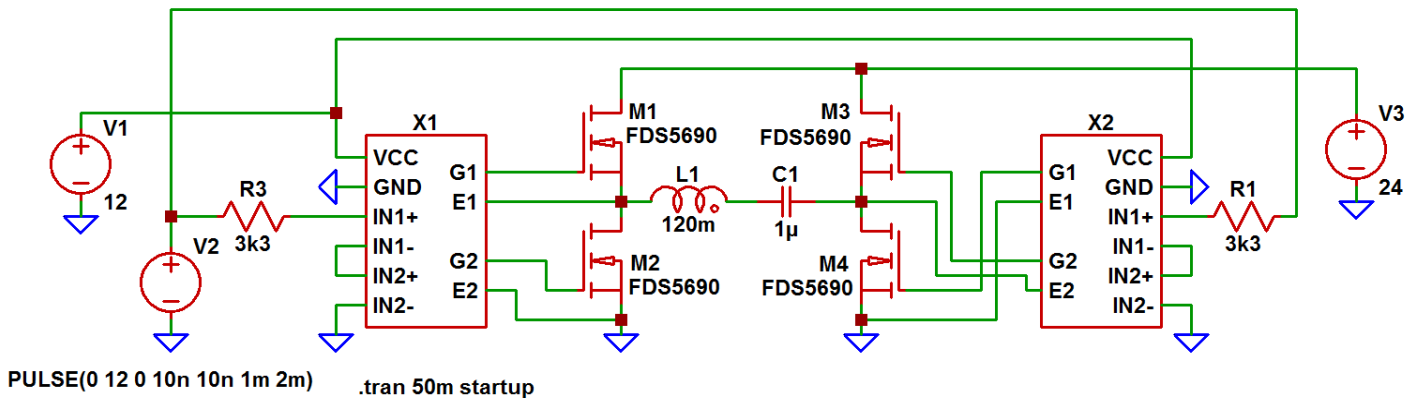 V1
12
V2
R3
3k3
X1
VCC
GND
IN1+
IN1-
IN2+
IN2-
G1
E1
G2
E2
M1
FDS5690
M2
FDS5690
L1
120m
C1
1µ
M3
FDS5690
M4
FDS5690
X2
G1
E1
G2
E2
VCC
GND
IN1+
IN1-
IN2+
IN2-
R1
3k3
V3
24
PULSE(0 12 0 10n 10n 1m 2m)
.tran 50m startup